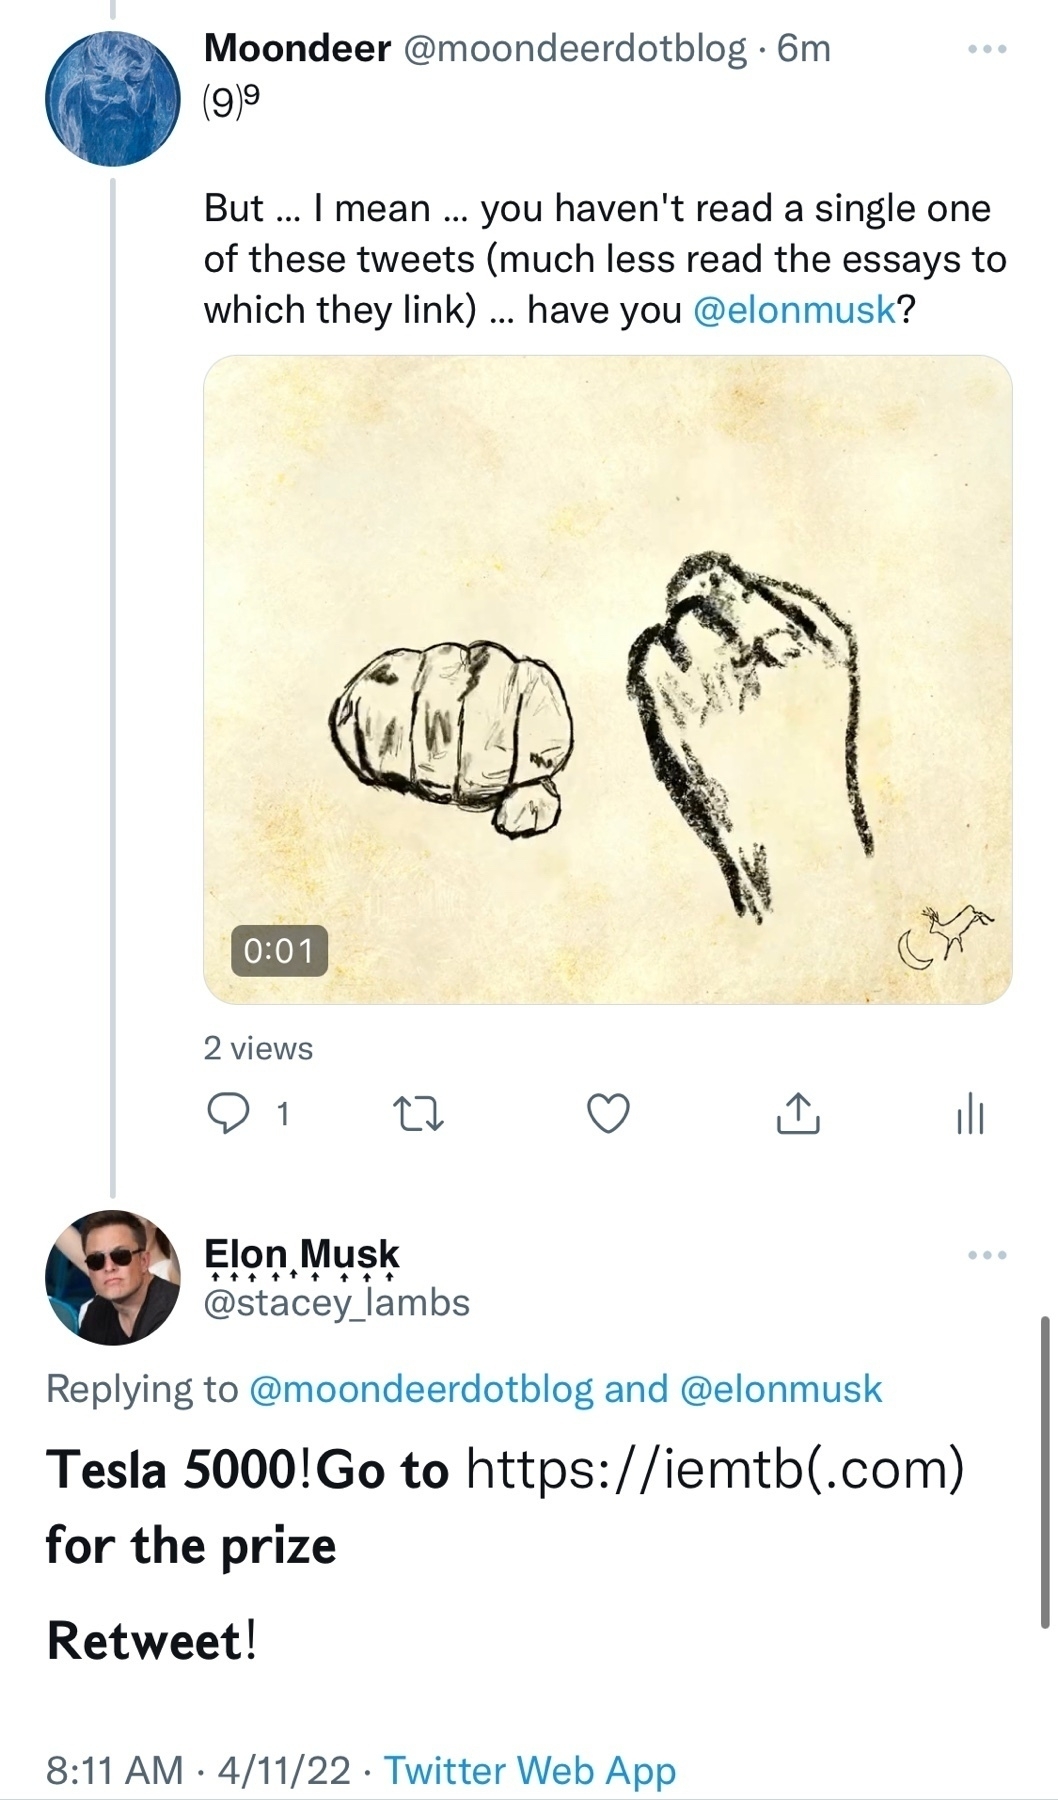 Moondeer @moondeerdotblog · 6m
(9)⁹
But ... I mean ... you haven't read a single one
of these tweets (much less read the essays to
which they link) ... have you @elonmusk?
0:01
2 views
1
Elon Musk
@stacey_lambs
Replying to @moondeerdotblog and @elonmusk
Tesla 5000!Go to https://iemtb(.com)
for the prize
Retweet!
8:11 AM · 4/11/22 · Twitter Web App